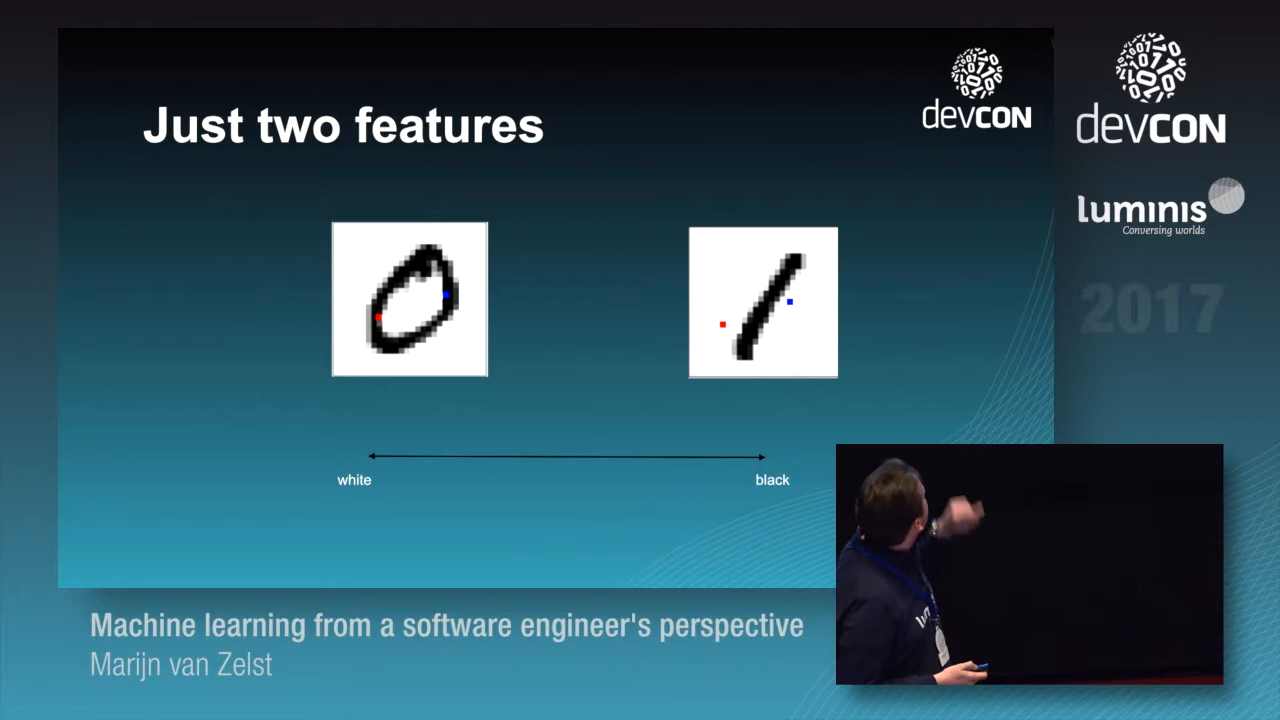 Just two features
devcon
white
black
devcon
luminis
Conversing worlds
2017
Machine learning from a software engineer's perspective
Marijn van Zelst